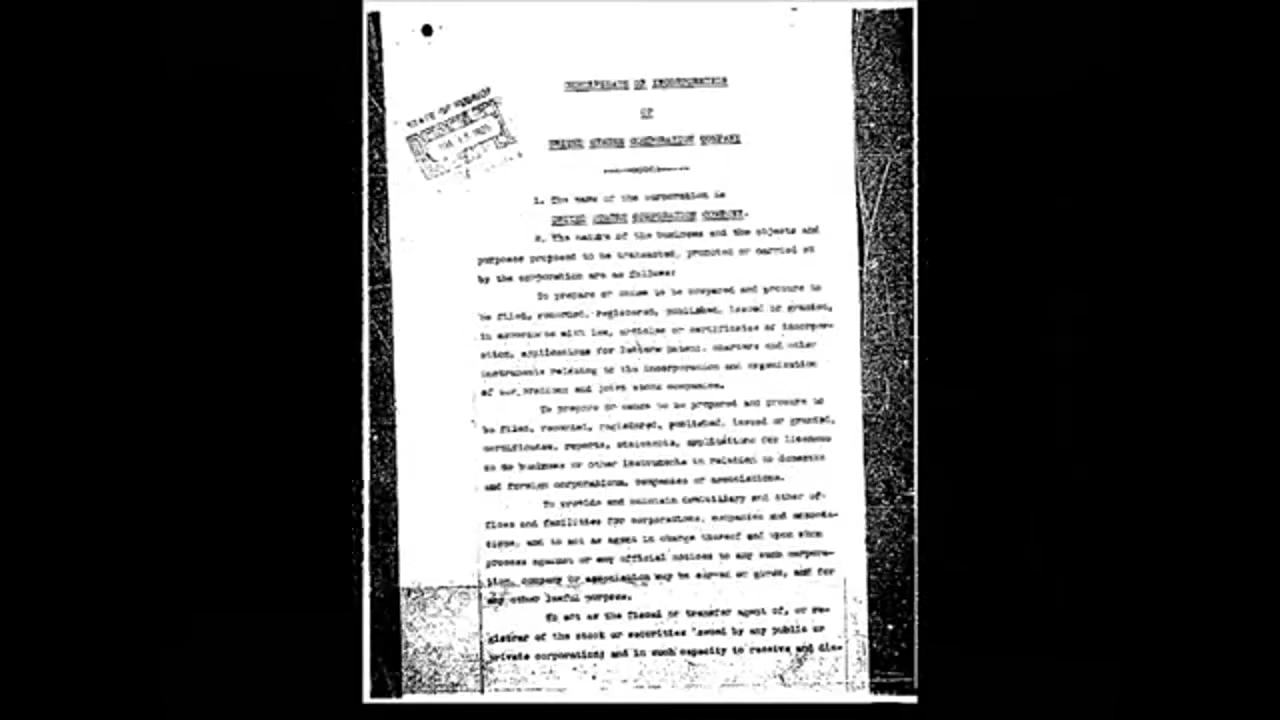 CERTIFICATE OF INCORPORATION
OF
UNITED STATES CORPORATION COMPANY
1. The name of the corporation is
UNITED STATES CORPORATION COMPANY.
2. The nature of the business and the objects and
purposes proposed to be transacted, promoted or carried on
by the corporation are as follows:
To prepare or cause to be prepared and procure to
be filed, recorded, registered, published, issued or granted,
in accordance with law, articles or certificates of incorpor-
ation, applications for letters patent, charters and other
instruments relating to the incorporation and organization
of corporations and joint stock companies.
To prepare or cause to be prepared and procure to
be filed, recorded, registered, published, issued or granted,
certificates, reports, statements, applications for licenses
to do business or other instruments in relation to domestic
and foreign corporations, companies or associations.
To provide and maintain domiciliary and other of-
fices and facilities for corporations, companies and associa-
tions, and to act as agent in charge thereof and upon whom
process against or any official notices to any such corpora-
tion, company or association may be served or given, and for
any other lawful purpose.
To act as the fiscal or transfer agent of, or re-
gistrar of the stock or securities issued by any public or
private corporation; and in such capacity to receive and dis-